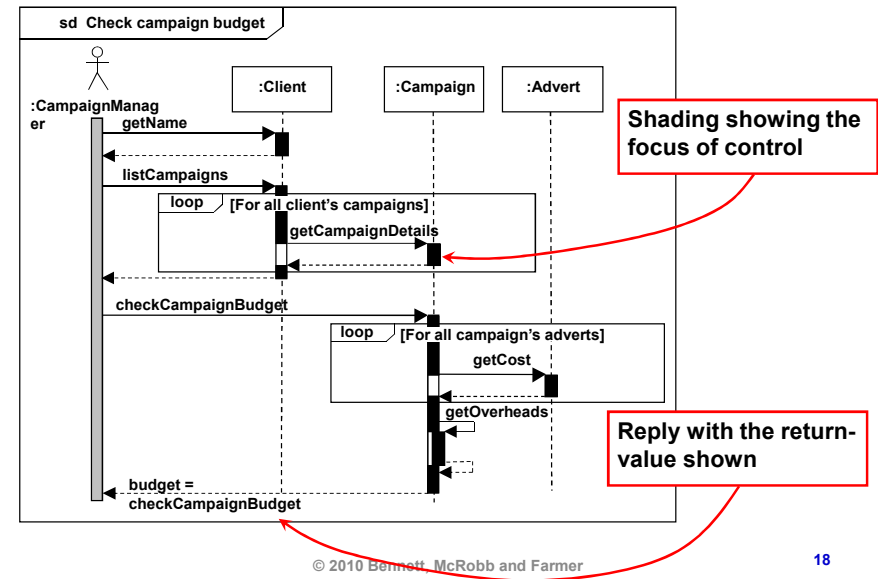 sd Check campaign budget
:Client
:Campaign
:Advert
:CampaignManag
er
getName
Shading showing the
focus of control
listCampaigns
loop
[For all client's campaigns]
getCampaignDetails
checkCampaignBudget
loop
[For all campaign's adverts]
getCost
getOverheads
Reply with the return-
value shown
budget =
checkCampaignBudget
© 2010 Bennett, McRobb and Farmer
18